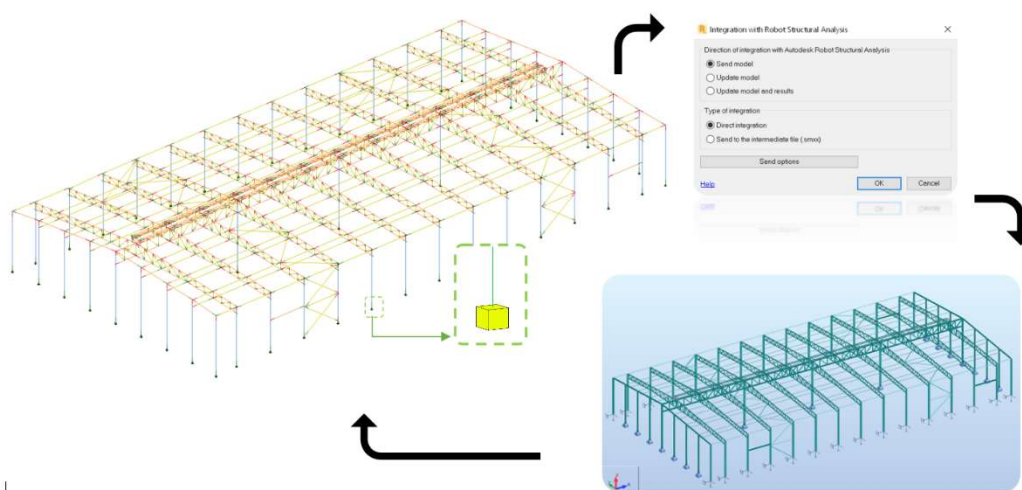 Integration with Robot Structural Analysis
Direction of integration with Autodesk Robot Structural Analysis
Send model
Update model
Update model and results
Type of integration
Direct integration
Send to the intermediate file (.smxx)
Send options
Help
OK
Cancel